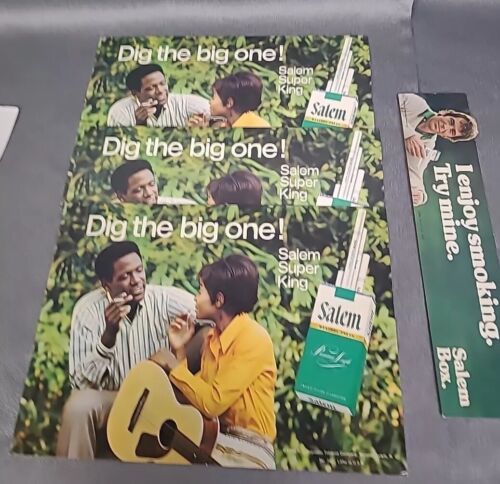 Dig the big one!
Salem
Super
King
Salem
Dig the big one!
Salem
Super
King
Dig the big one!
Salem
Super
King
Salem
Salem
I enjoy smoking.
Try mine.
Salem
Box.